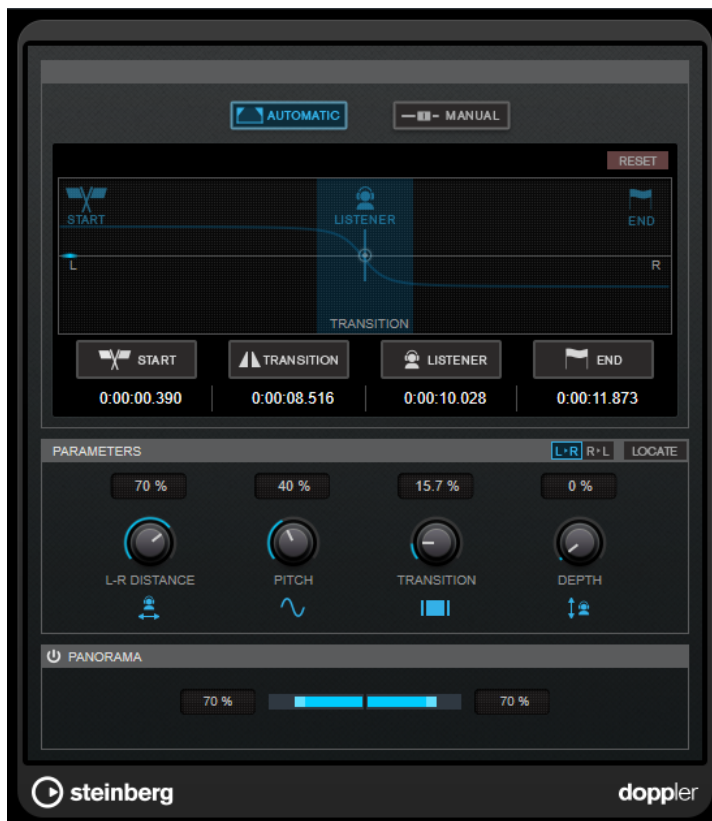 AUTOMATIC MANUAL
RESET
START LISTENER END
L R
TRANSITION
START TRANSITION LISTENER END
0:00:00.390 0:00:08.516 0:00:10.028 0:00:11.873
PARAMETERS L R R L LOCATE
70 % 40 % 15.7 % 0 %
L-R DISTANCE PITCH TRANSITION DEPTH
PANORAMA
70 % 70 %
steinberg doppler